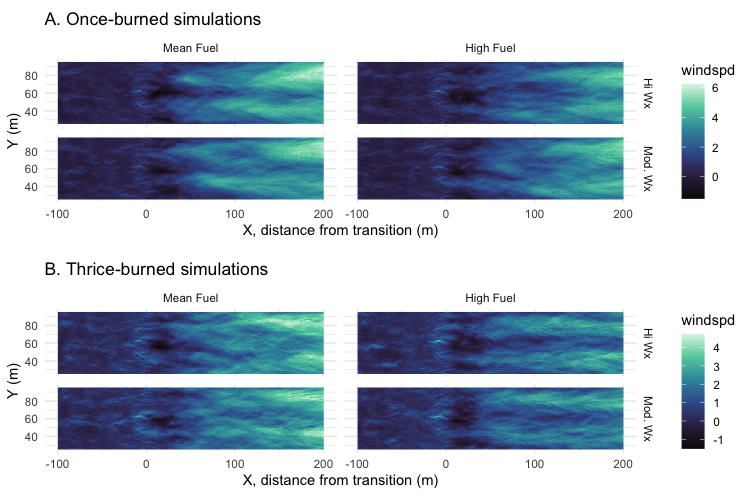 A. Once-burned simulations
Mean Fuel
High Fuel
80
60
40
Hi Wx
80
60
40
Mod. Wx
Y (m)
-100
0
100
200
-100
0
100
200
X, distance from transition (m)
windspd
6
4
2
0
B. Thrice-burned simulations
Mean Fuel
High Fuel
80
60
40
Hi Wx
80
60
40
Mod. Wx
Y (m)
-100
0
100
200
-100
0
100
200
X, distance from transition (m)
windspd
4
3
2
1
0
-1